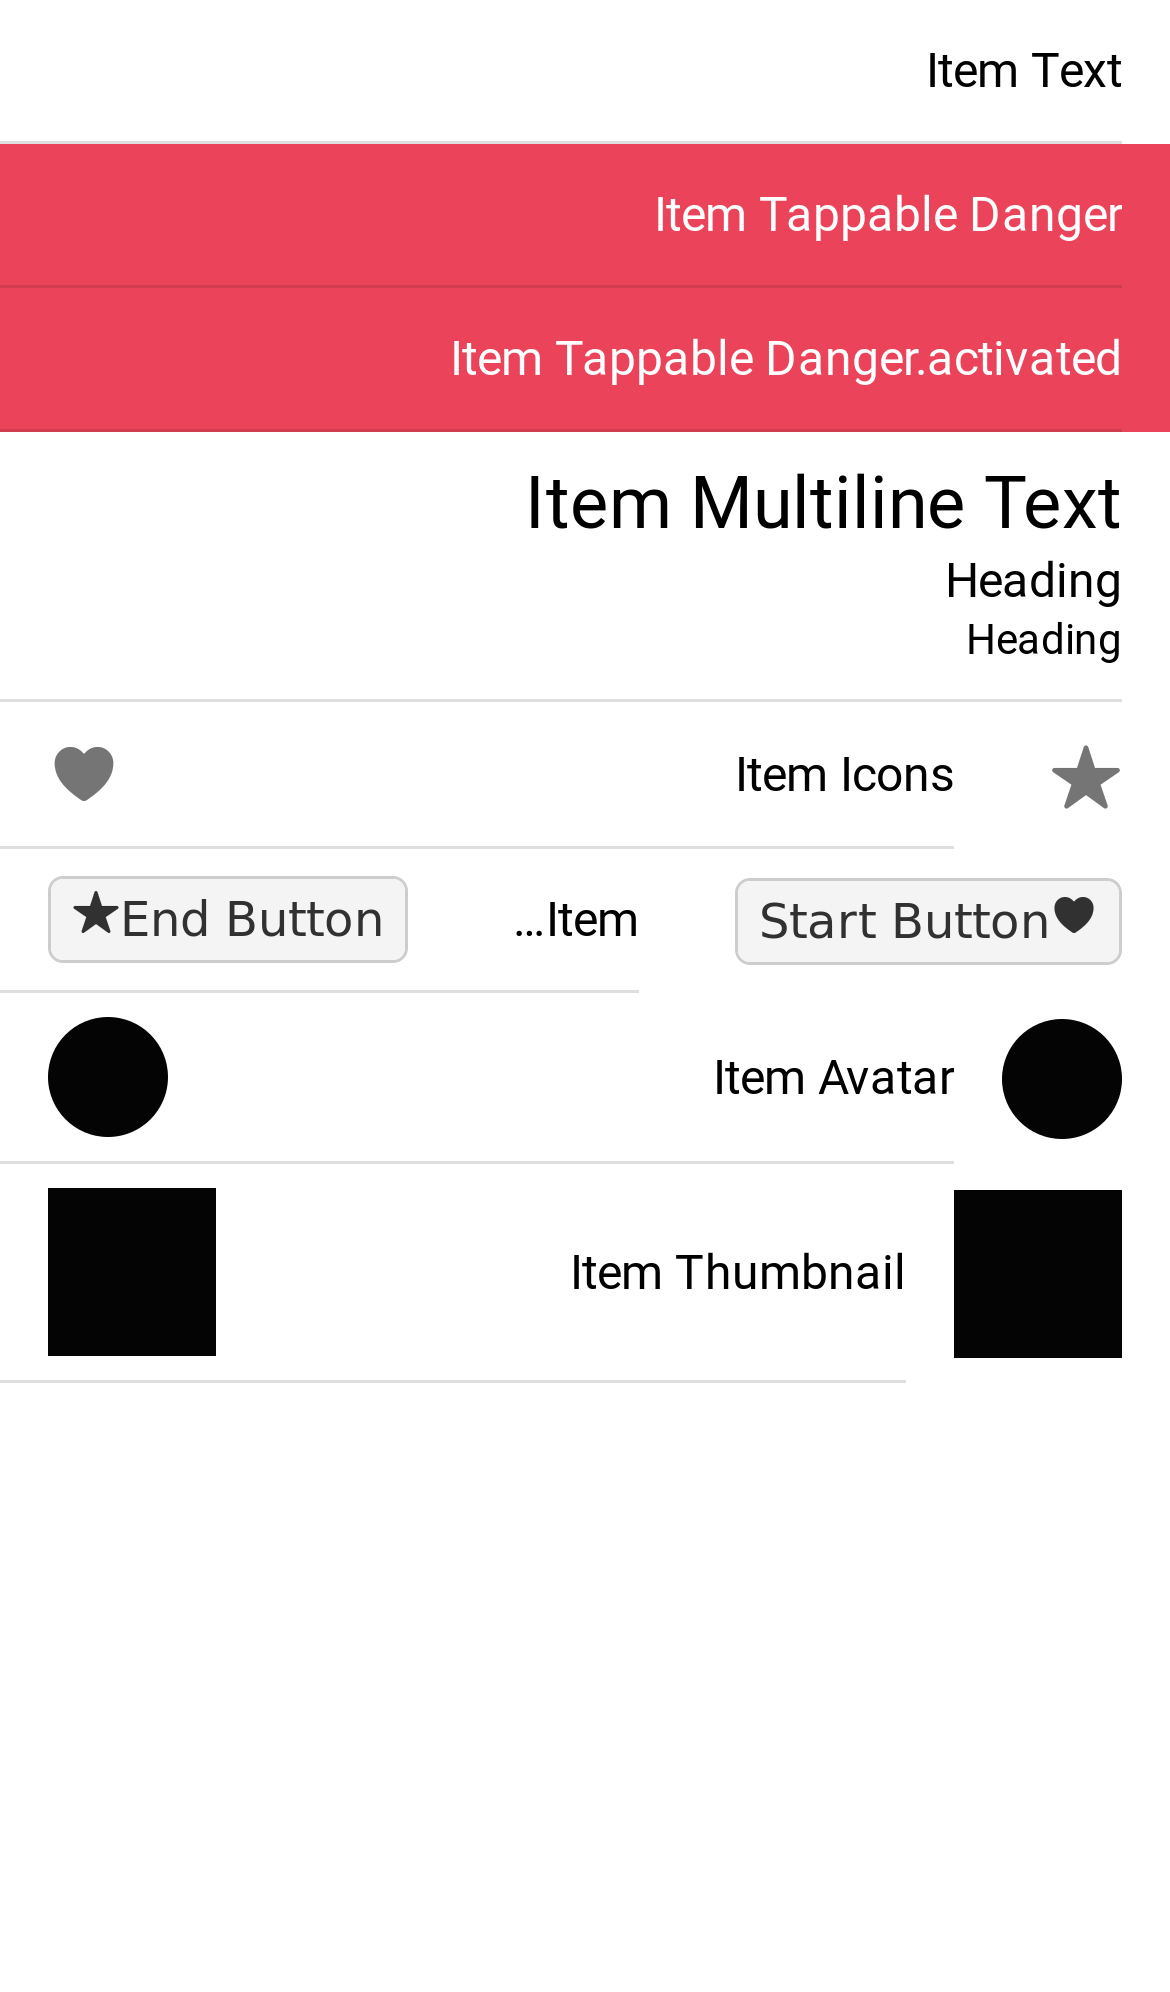 Item Text
Item Tappable Danger
Item Tappable Danger.activated
Item Multiline Text
Heading
Heading
Item Icons
Start Button
...Item
End Button
Item Avatar
Item Thumbnail